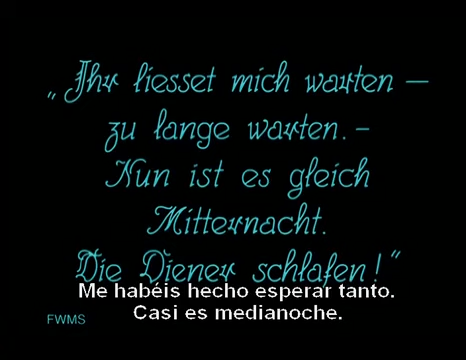 „Ihr liesset mich warten —
zu lange warten. —
Nun ist es gleich
Mitternacht.
Die Diener schlafen!“
Me habéis hecho esperar tanto.
Casi es medianoche.
FWMS